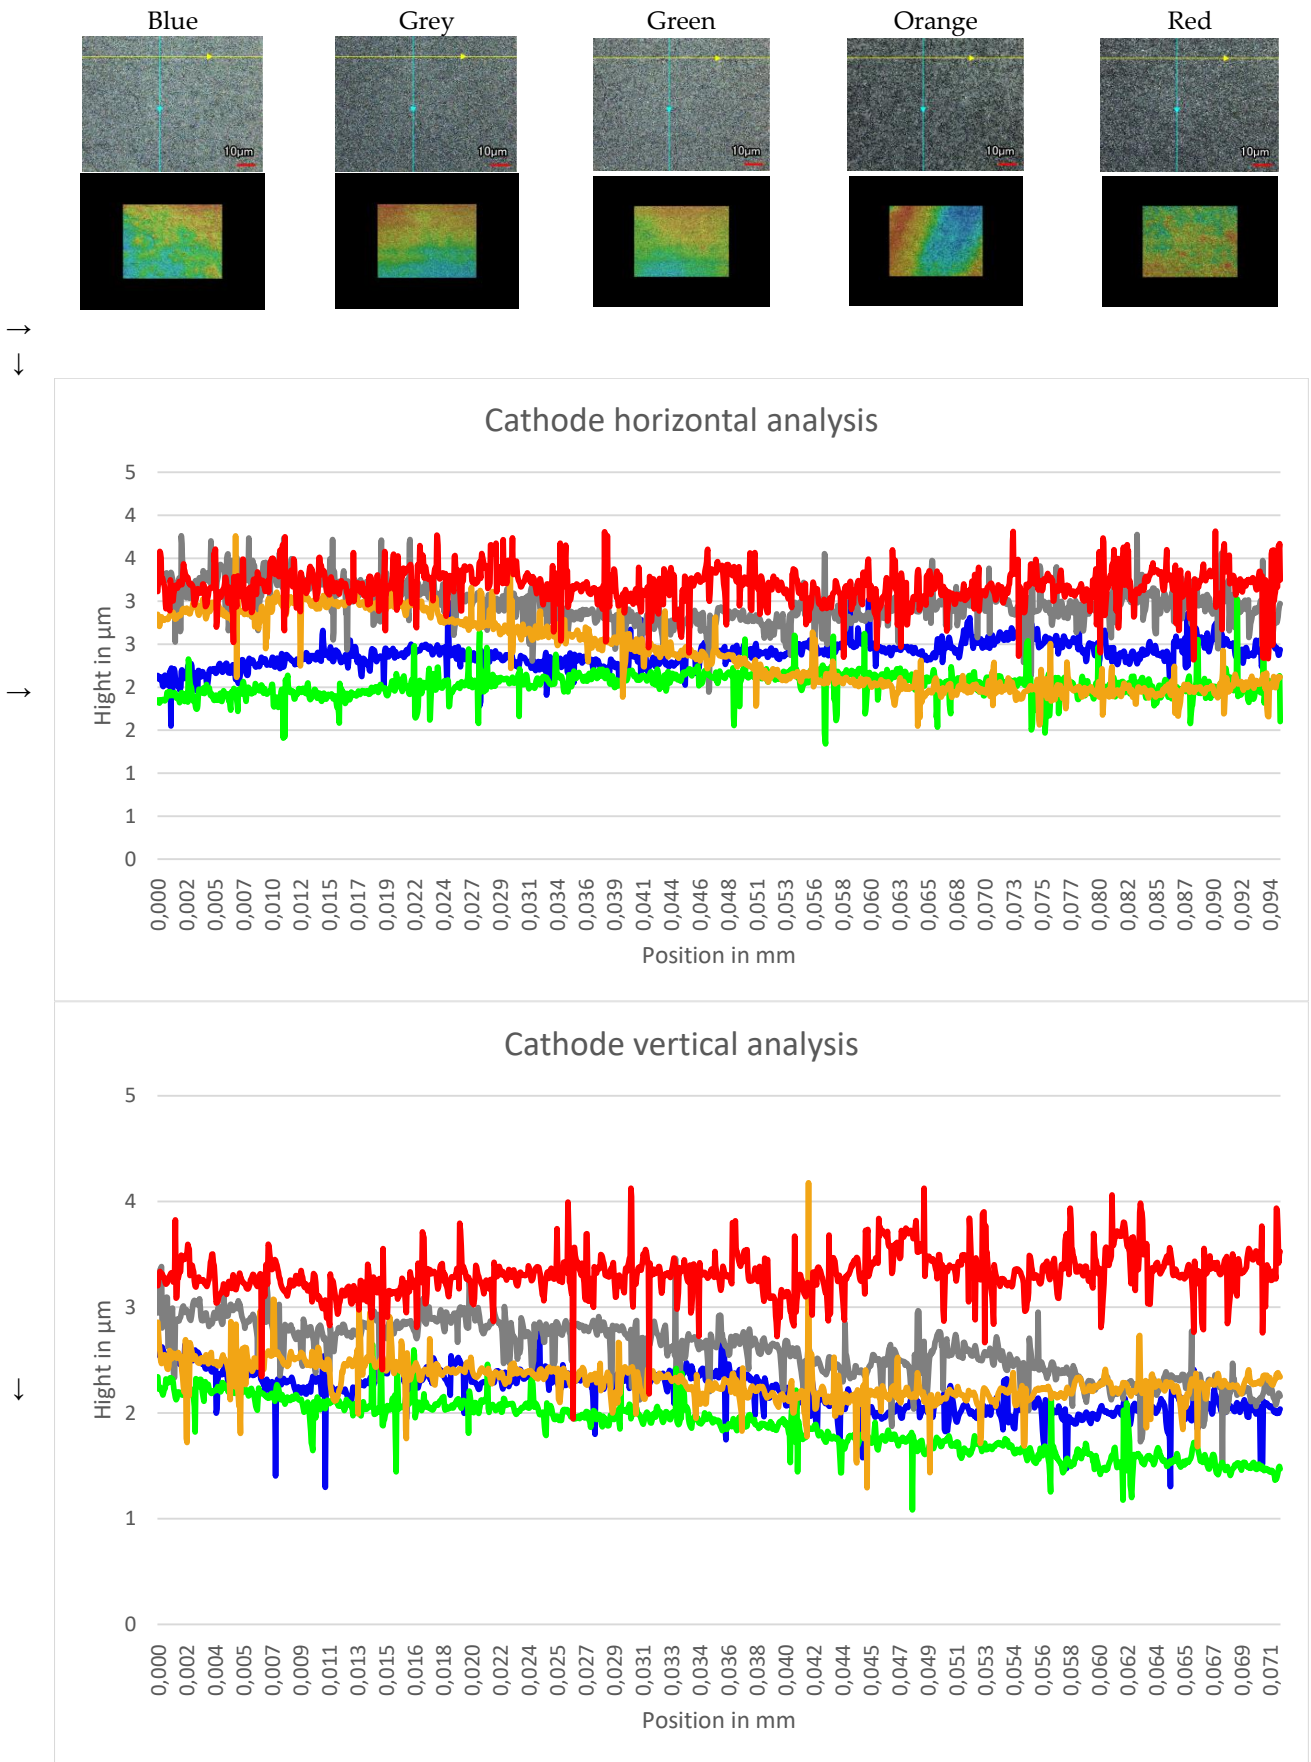 Blue Grey Green Orange Red
10µm 10µm 10µm 10µm 10µm
→
↓
Cathode horizontal analysis
5
4
4
3
3
2
2
1
1
0
Hight in µm
0,000 0,002 0,005 0,007 0,010 0,012 0,015 0,017 0,019 0,022 0,024 0,027 0,029 0,031 0,034 0,036 0,039 0,041 0,044 0,046 0,048 0,051 0,053 0,056 0,058 0,060 0,063 0,065 0,068 0,070 0,073 0,075 0,077 0,080 0,082 0,085 0,087 0,090 0,092 0,094
Position in mm
→
Cathode vertical analysis
5
4
3
2
1
0
Hight in µm
0,000 0,002 0,004 0,005 0,007 0,009 0,011 0,013 0,015 0,016 0,018 0,020 0,022 0,024 0,025 0,027 0,029 0,031 0,033 0,034 0,036 0,038 0,040 0,042 0,044 0,045 0,047 0,049 0,051 0,053 0,054 0,056 0,058 0,060 0,062 0,064 0,065 0,067 0,069 0,071
Position in mm
↓